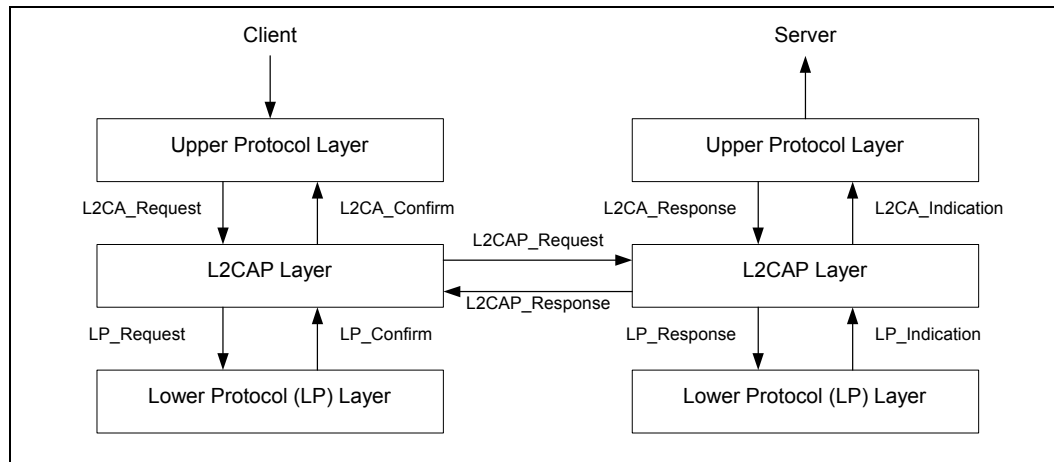 Client
Server
Upper Protocol Layer
Upper Protocol Layer
L2CA_Request
L2CA_Confirm
L2CA_Response
L2CA_Indication
L2CAP_Request
L2CAP Layer
L2CAP Layer
L2CAP_Response
LP_Request
LP_Confirm
LP_Response
LP_Indication
Lower Protocol (LP) Layer
Lower Protocol (LP) Layer